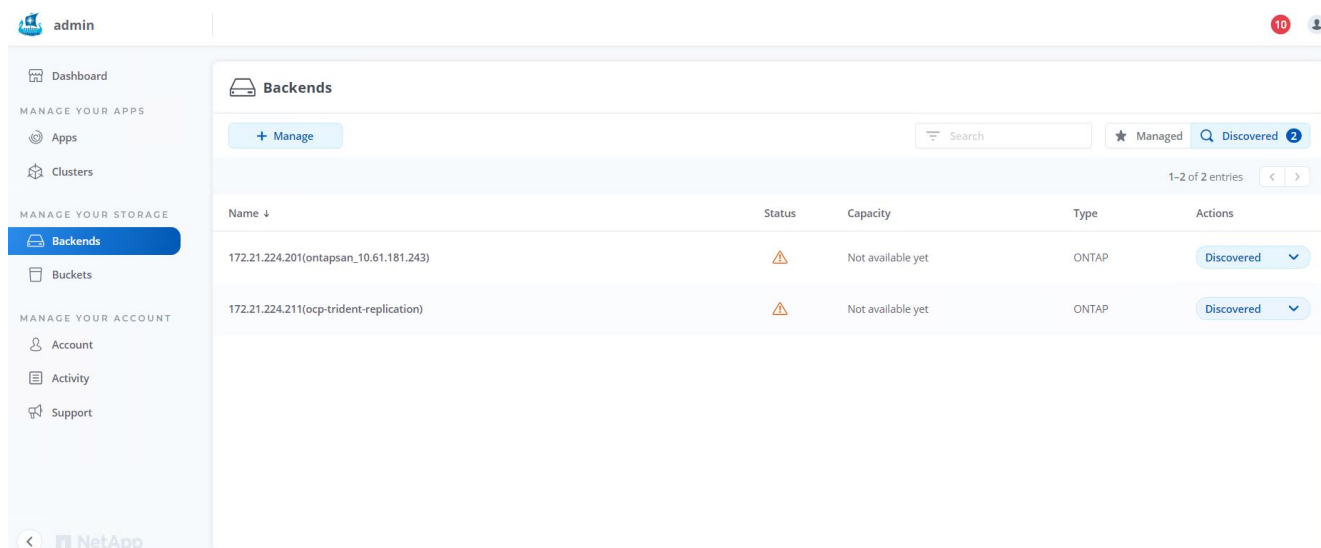 admin
10
Dashboard
MANAGE YOUR APPS
Apps
Clusters
MANAGE YOUR STORAGE
Backends
Buckets
MANAGE YOUR ACCOUNT
Account
Activity
Support
NetApp
Backends
+ Manage
Search
Managed
Discovered 2
1–2 of 2 entries
Name ↓ Status Capacity Type Actions
172.21.224.201(ontapsan_10.61.181.243) Not available yet ONTAP Discovered
172.21.224.211(ocp-trident-replication) Not available yet ONTAP Discovered